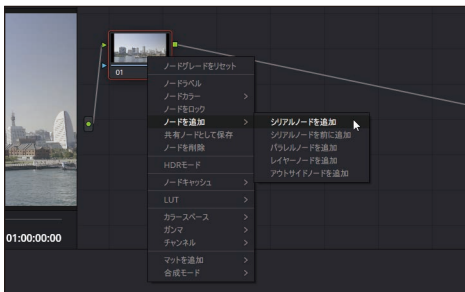 01
01:00:00:00
ノードグレードをリセット
ノードラベル
ノードカラー >
ノードをロック
ノードを追加 >
共有ノードとして保存
ノードを削除
HDRモード
ノードキャッシュ >
LUT >
カラースペース >
ガンマ >
チャンネル >
マットを追加 >
合成モード >
シリアルノードを追加
シリアルノードを前に追加
パラレルノードを追加
レイヤーノードを追加
アウトサイドノードを追加